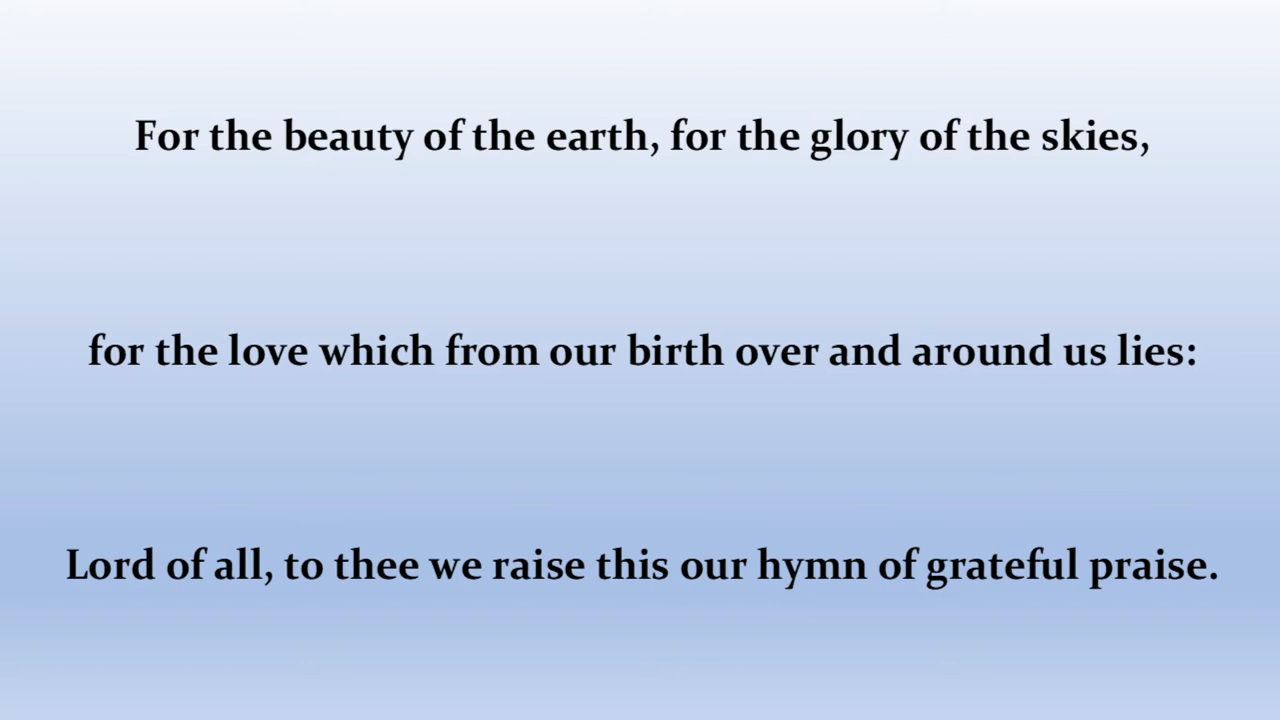 For the beauty of the earth, for the glory of the skies,
for the love which from our birth over and around us lies:
Lord of all, to thee we raise this our hymn of grateful praise.